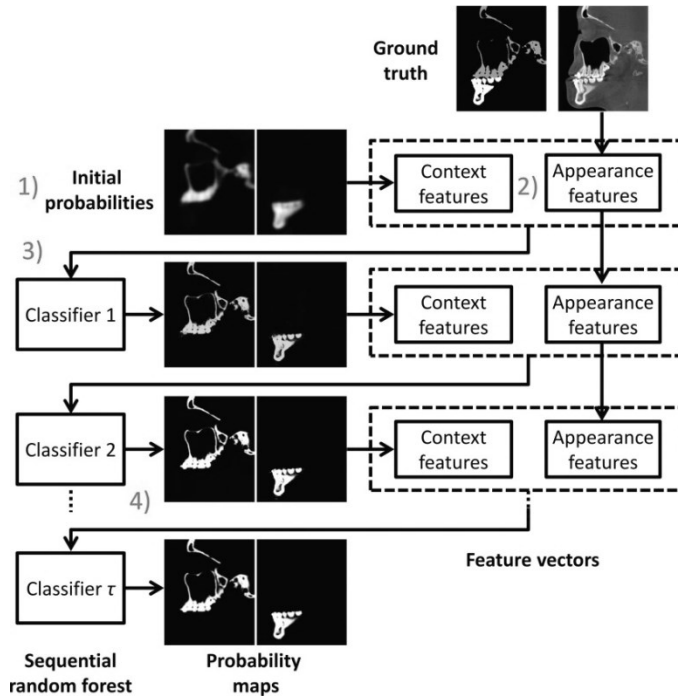 Ground
truth
1)
Initial
probabilities
Context
features
2)
Appearance
features
3)
Classifier 1
Context
features
Appearance
features
Classifier 2
Context
features
Appearance
features
4)
Classifier τ
Feature vectors
Sequential
random forest
Probability
maps